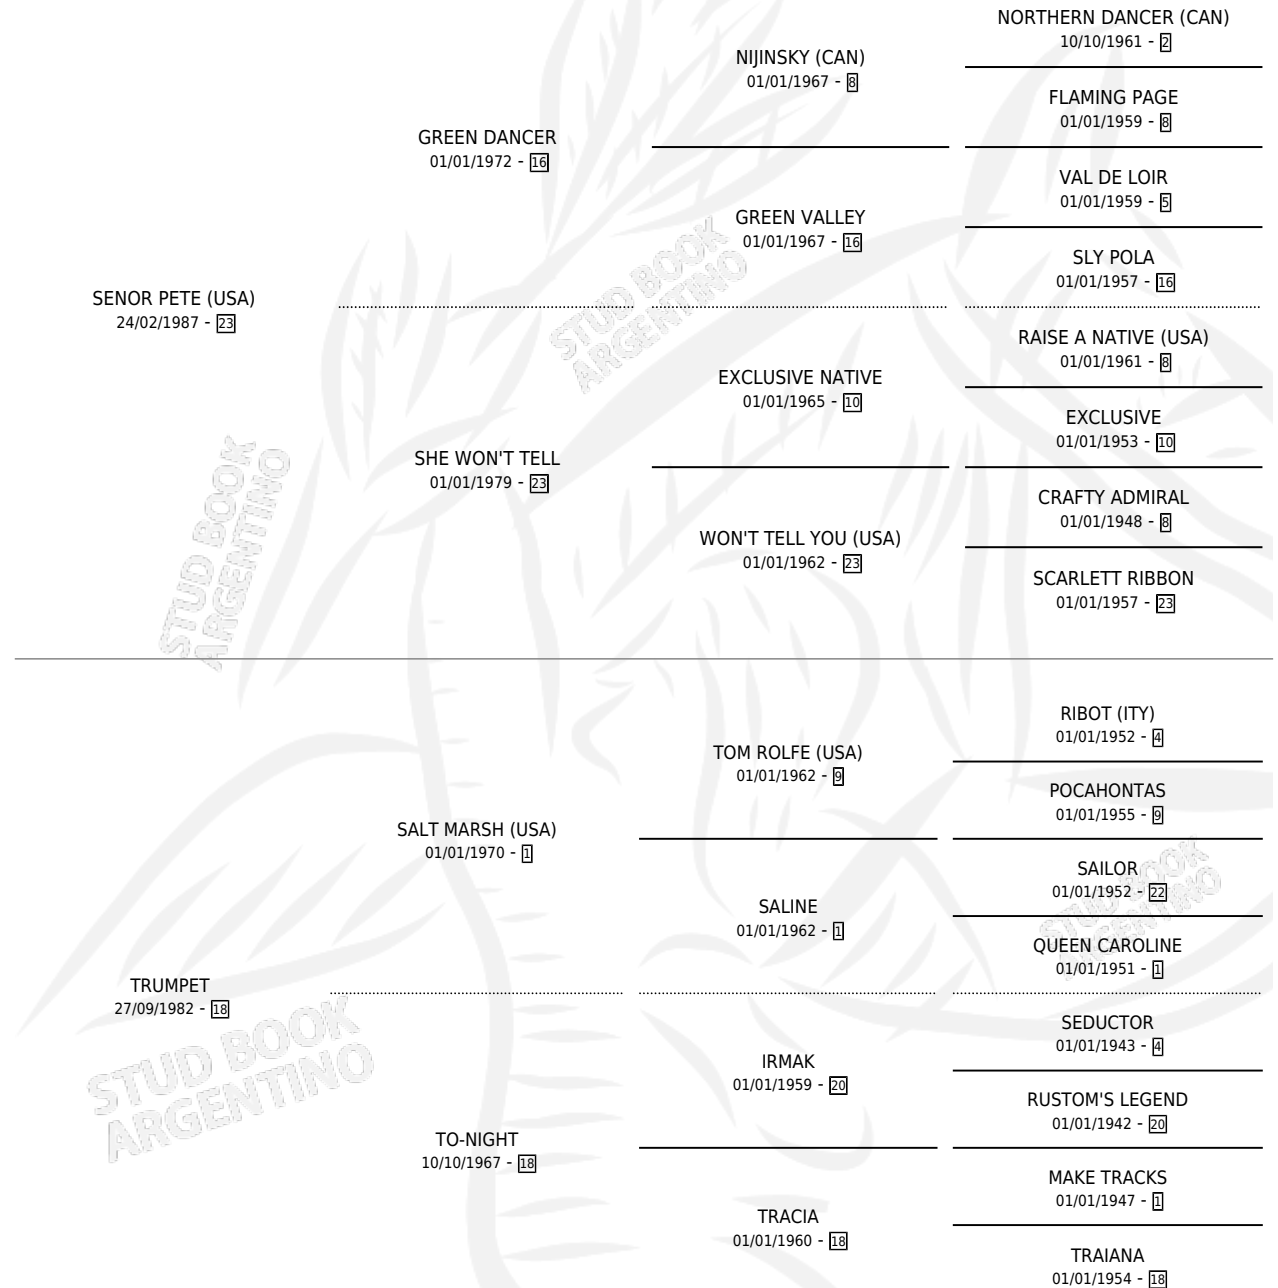 NORTHERN DANCER (CAN)
10/10/1961 - 2
NIJINSKY (CAN)
01/01/1967 - 8
FLAMING PAGE
01/01/1959 - 8
GREEN DANCER
01/01/1972 - 16
VAL DE LOIR
01/01/1959 - 5
GREEN VALLEY
01/01/1967 - 16
SLY POLA
01/01/1957 - 16
SENOR PETE (USA)
24/02/1987 - 23
STUD BOOK
ARGENTINO
RAISE A NATIVE (USA)
01/01/1961 - 8
EXCLUSIVE NATIVE
01/01/1965 - 10
EXCLUSIVE
01/01/1953 - 10
SHE WON'T TELL
01/01/1979 - 23
CRAFTY ADMIRAL
01/01/1948 - 8
WON'T TELL YOU (USA)
01/01/1962 - 23
SCARLETT RIBBON
01/01/1957 - 23
STUD BOOK
ARGENTINO
RIBOT (ITY)
01/01/1952 - 4
TOM ROLFE (USA)
01/01/1962 - 9
POCAHONTAS
01/01/1955 - 9
SALT MARSH (USA)
01/01/1970 - 1
SAILOR
01/01/1952 - 22
SALINE
01/01/1962 - 1
QUEEN CAROLINE
01/01/1951 - 1
STUD BOOK
ARGENTINO
TRUMPET
27/09/1982 - 18
STUD BOOK
ARGENTINO
SEDUCTOR
01/01/1943 - 4
IRMAK
01/01/1959 - 20
RUSTOM'S LEGEND
01/01/1942 - 20
TO-NIGHT
10/10/1967 - 18
MAKE TRACKS
01/01/1947 - 1
TRACIA
01/01/1960 - 18
TRAIANA
01/01/1954 - 18